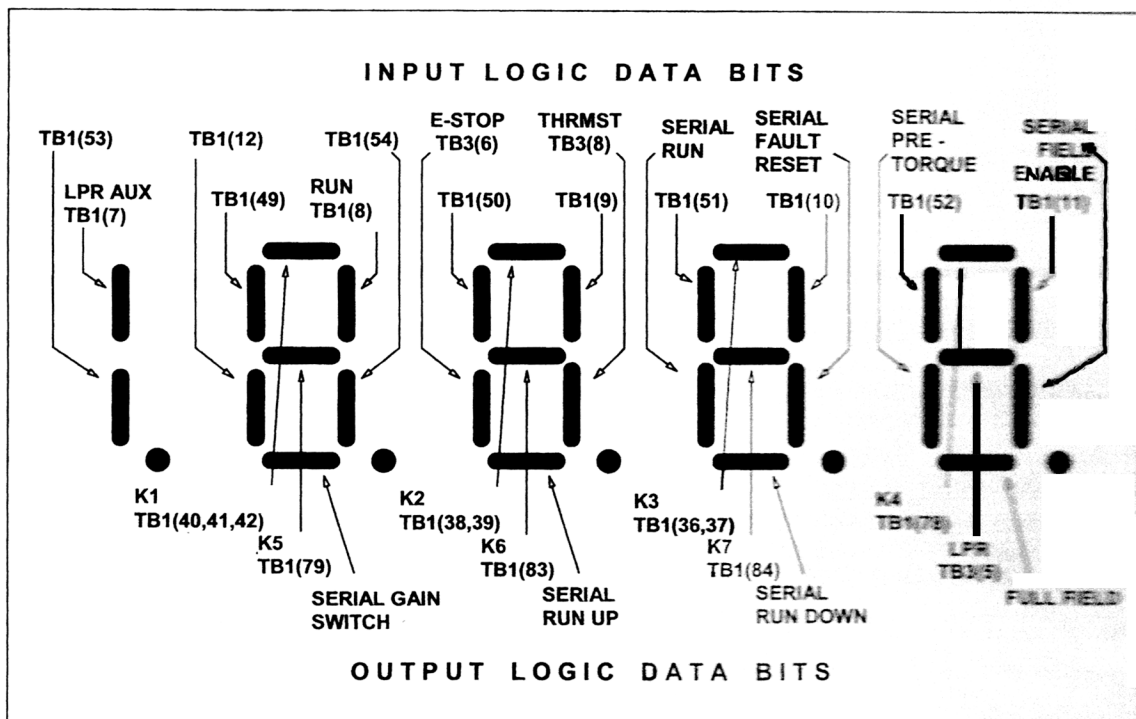 INPUT LOGIC DATA BITS
TB1(53)
LPR AUX
TB1(7)
TB1(12)
TB1(49)
RUN
TB1(8)
TB1(54)
E-STOP
TB3(6)
TB1(50)
THRMST
TB3(8)
TB1(9)
SERIAL
RUN
TB1(51)
SERIAL
FAULT
RESET
TB1(10)
SERIAL
PRE -
TORQUE
TB1(52)
SERIAL
FIELD
ENABLE
TB1(11)
K1
TB1(40,41,42)
K5
TB1(79)
SERIAL GAIN
SWITCH
K2
TB1(38,39)
K6
TB1(83)
SERIAL
RUN UP
K3
TB1(36,37)
K7
TB1(84)
SERIAL
RUN DOWN
K4
TB1(78)
LPR
TB3(5)
FULL FIELD
OUTPUT LOGIC DATA BITS